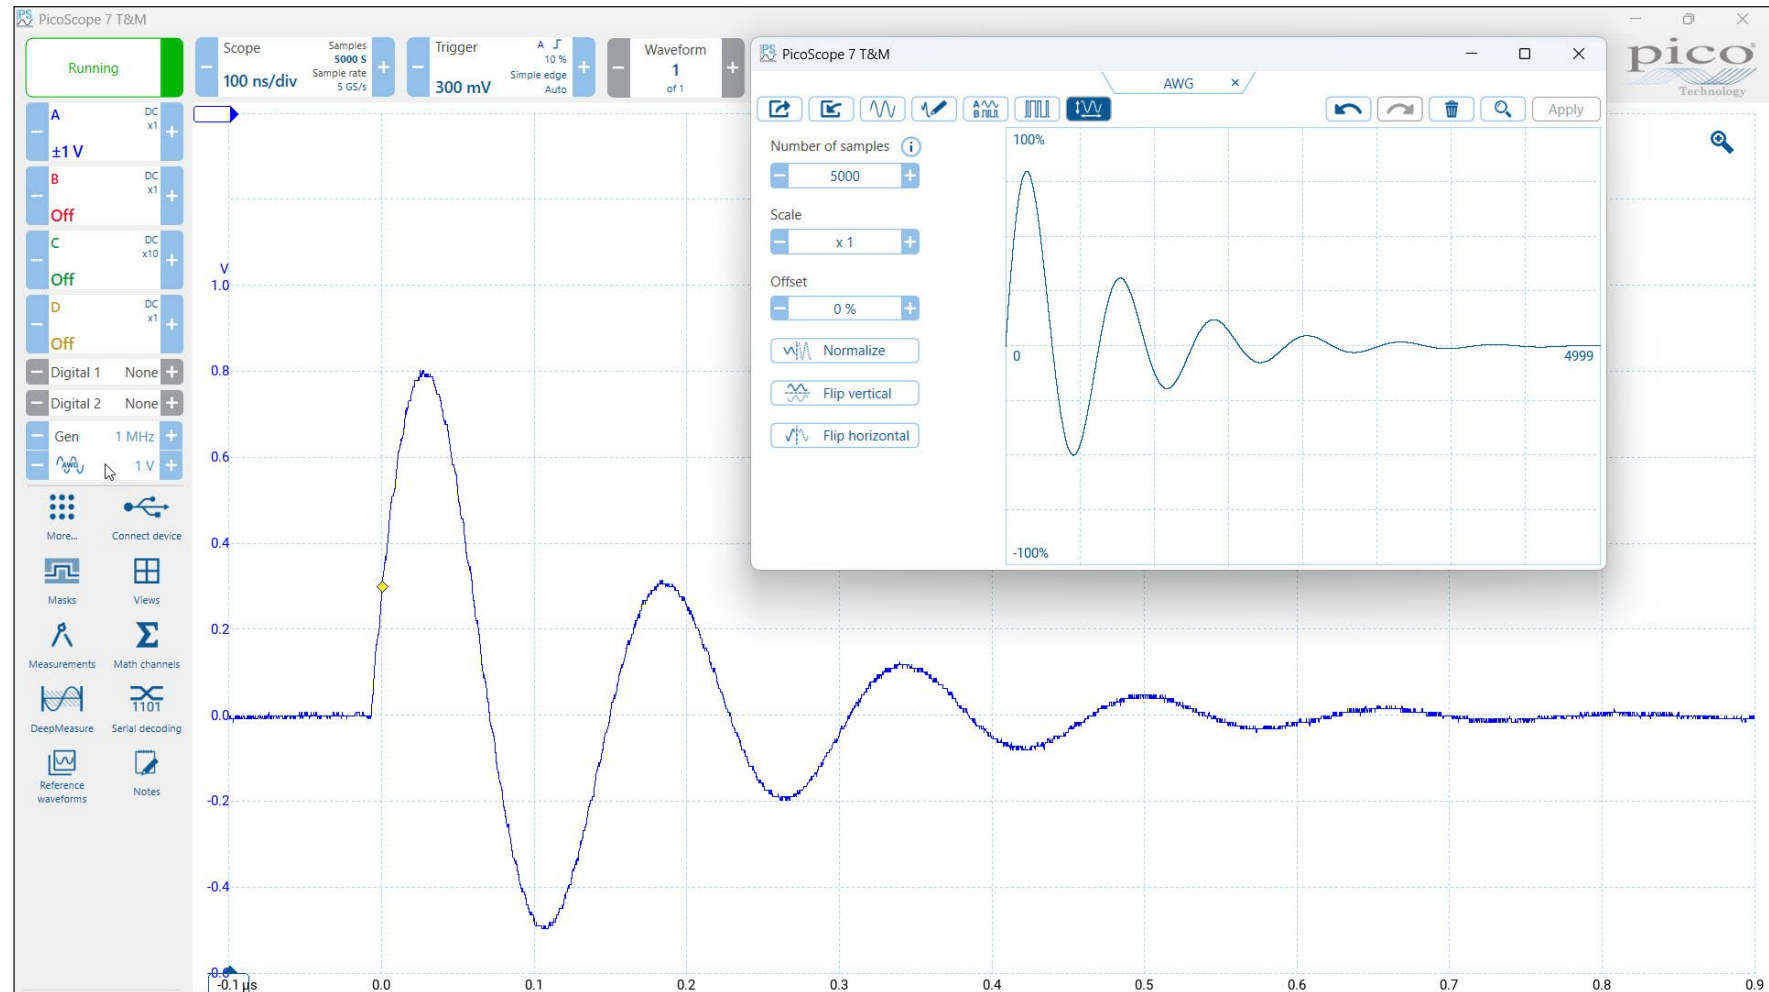 PicoScope 7 T&M
Running
Scope
100 ns/div
Samples
5000 S
Sample rate
5 GS/s
Trigger
300 mV
A
10 %
Simple edge
Auto
Waveform
1
of 1
pico
Technology
A
DC
x1
±1 V
B
DC
x1
Off
C
DC
x10
Off
D
DC
x1
Off
Digital 1 None
Digital 2 None
Gen 1 MHz
AWG 1 V
More...
Connect device
Masks
Views
Measurements
Math channels
DeepMeasure
1101
Serial decoding
Reference
waveforms
Notes
PicoScope 7 T&M
AWG
A
B
Apply
Number of samples
5000
Scale
x 1
Offset
0 %
Normalize
Flip vertical
Flip horizontal
100%
0
4999
-100%
V
1.0
0.8
0.6
0.4
0.2
0.0
-0.2
-0.4
-0.6
-0.1 µs 0.0 0.1 0.2 0.3 0.4 0.5 0.6 0.7 0.8 0.9